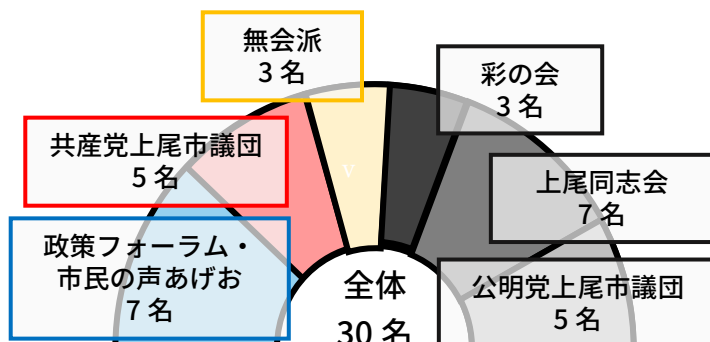 無会派
3名
彩の会
3名
共産党上尾市議団
5名
v
上尾同志会
7名
政策フォーラム・
市民の声あげお
7名
全体
30名
公明党上尾市議団
5名